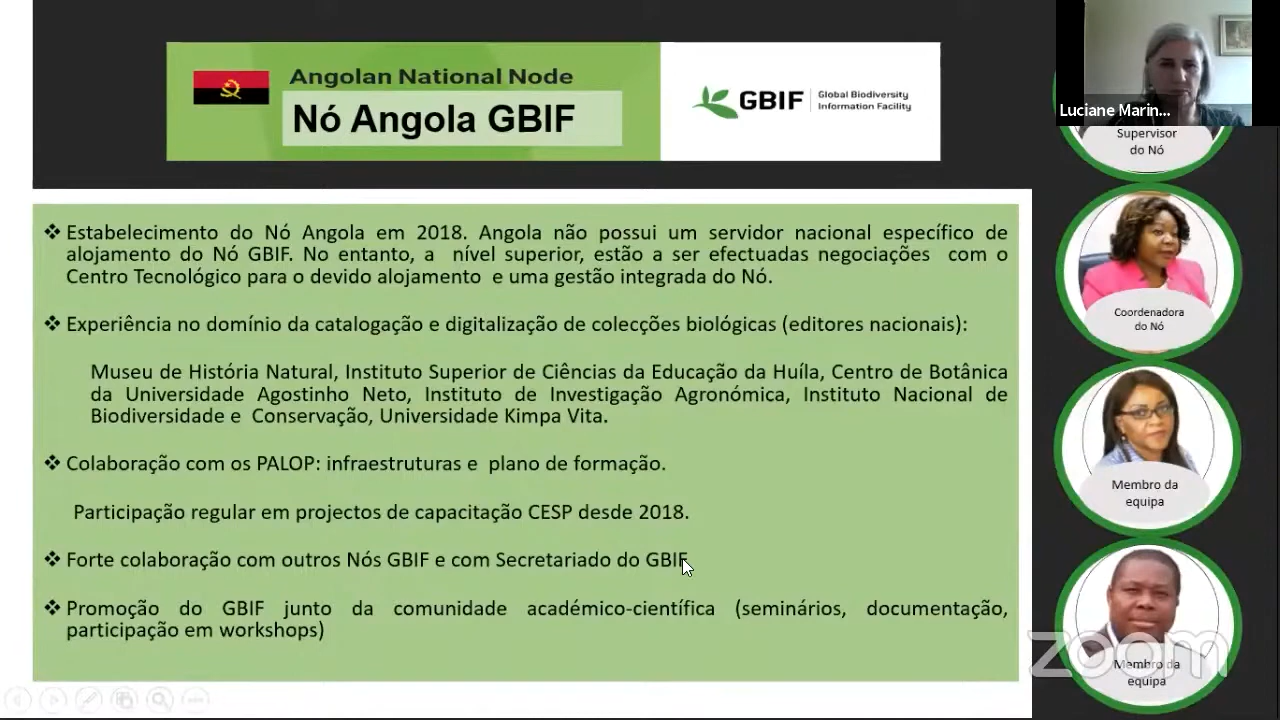 Angolan National Node
Nó Angola GBIF
GBIF
Global Biodiversity
Information Facility
Luciane Marin...
Supervisor
do Nó
❖ Estabelecimento do Nó Angola em 2018. Angola não possui um servidor nacional específico de
alojamento do Nó GBIF. No entanto, a nível superior, estão a ser efectuadas negociações com o
Centro Tecnológico para o devido alojamento e uma gestão integrada do Nó.
❖ Experiência no domínio da catalogação e digitalização de colecções biológicas (editores nacionais):
Museu de História Natural, Instituto Superior de Ciências da Educação da Huíla, Centro de Botânica
da Universidade Agostinho Neto, Instituto de Investigação Agronómica, Instituto Nacional de
Biodiversidade e Conservação, Universidade Kimpa Vita.
❖ Colaboração com os PALOP: infraestruturas e plano de formação.
Participação regular em projectos de capacitação CESP desde 2018.
❖ Forte colaboração com outros Nós GBIF e com Secretariado do GBIF
❖ Promoção do GBIF junto da comunidade académico-científica (seminários, documentação,
participação em workshops)
Coordenadora
do Nó
Membro da
equipa
Membro da
equipa
zoom